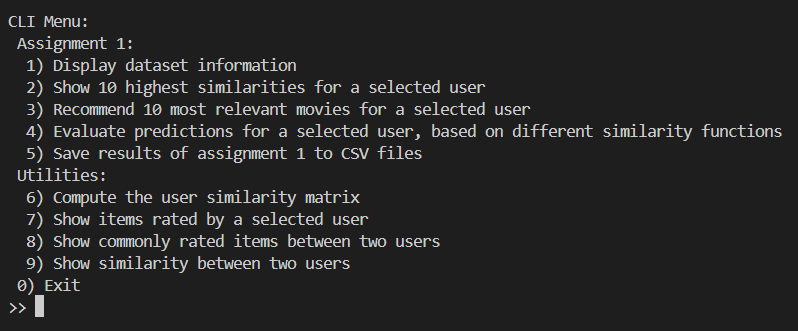 CLI Menu:
Assignment 1:
1) Display dataset information
2) Show 10 highest similarities for a selected user
3) Recommend 10 most relevant movies for a selected user
4) Evaluate predictions for a selected user, based on different similarity functions
5) Save results of assignment 1 to CSV files
Utilities:
6) Compute the user similarity matrix
7) Show items rated by a selected user
8) Show commonly rated items between two users
9) Show similarity between two users
0) Exit
>>